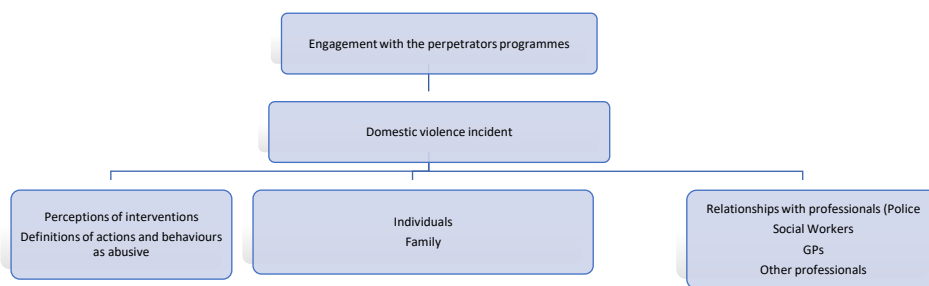 Engagement with the perpetrators programmes
Domestic violence incident
Perceptions of interventions
Definitions of actions and behaviours
as abusive
Individuals
Family
Relationships with professionals (Police
Social Workers
GPs
Other professionals